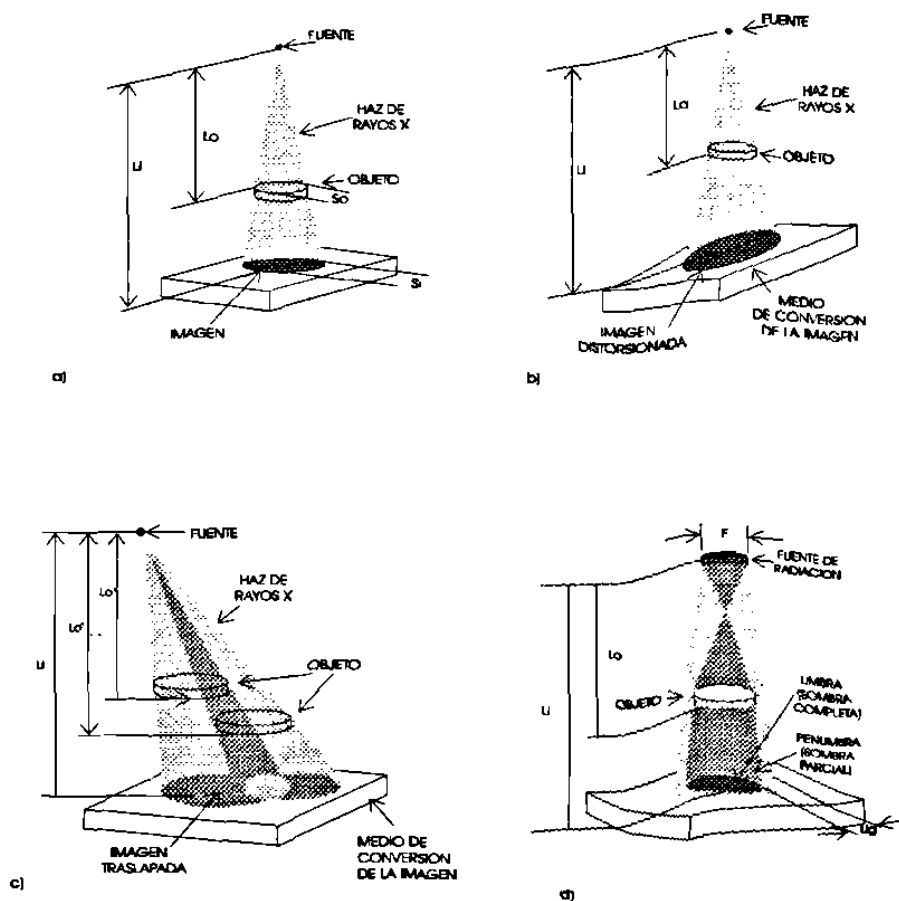 FUENTE
Lo
Li
HAZ DE
RAYOS X
OBJETO
So
Si
IMAGEN
a)
FUENTE
Li
HAZ DE
RAYOS X
OBJETO
MEDIO
DE CONVERSION
DE LA IMAGEN
IMAGEN
DISTORSIONADA
b)
FUENTE
HAZ DE
RAYOS X
Li
OBJETO
IMAGEN
TRASLAPADA
MEDIO DE
CONVERSION
DE LA IMAGEN
c)
F
FUENTE DE
RADIACION
Lo
Li
OBJETO
UMBRA
(SOMBRA
COMPLETA)
PENUMBRA
(SOMBRA
PARCIAL)
Ug
d)